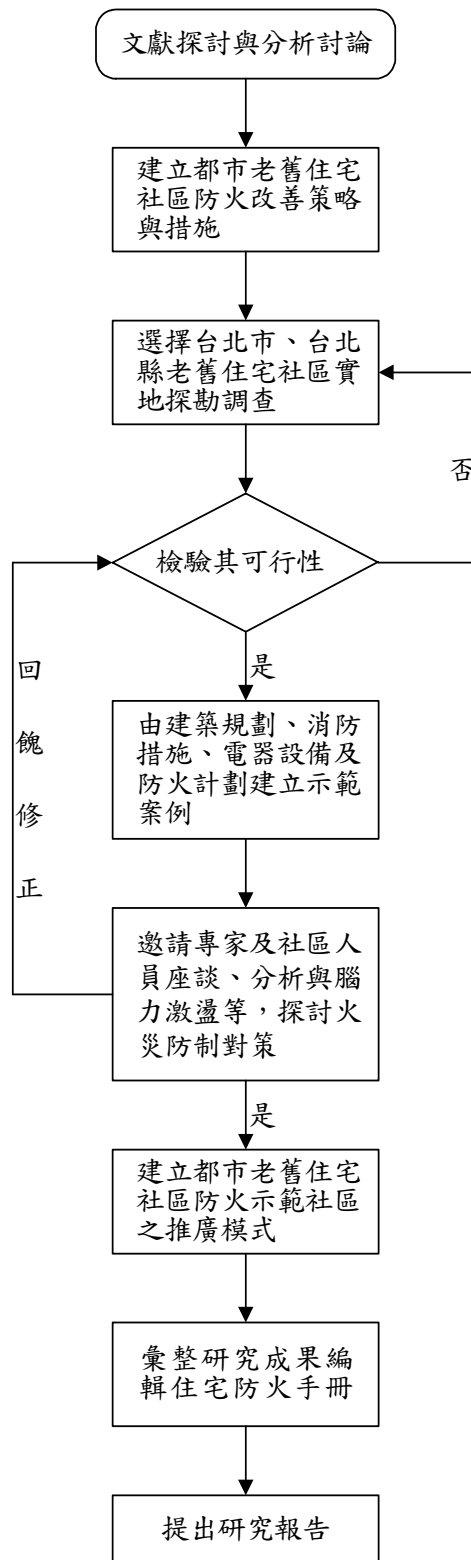 文獻探討與分析討論
建立都市老舊住宅
社區防火改善策略
與措施
選擇台北市、台北
縣老舊住宅社區實
地探勘調查
否
檢驗其可行性
是
回
餽
修
正
由建築規劃、消防
措施、電器設備及
防火計劃建立示範
案例
邀請專家及社區人
員座談、分析與腦
力激盪等，探討火
災防制對策
是
建立都市老舊住宅
社區防火示範社區
之推廣模式
彙整研究成果編
輯住宅防火手冊
提出研究報告